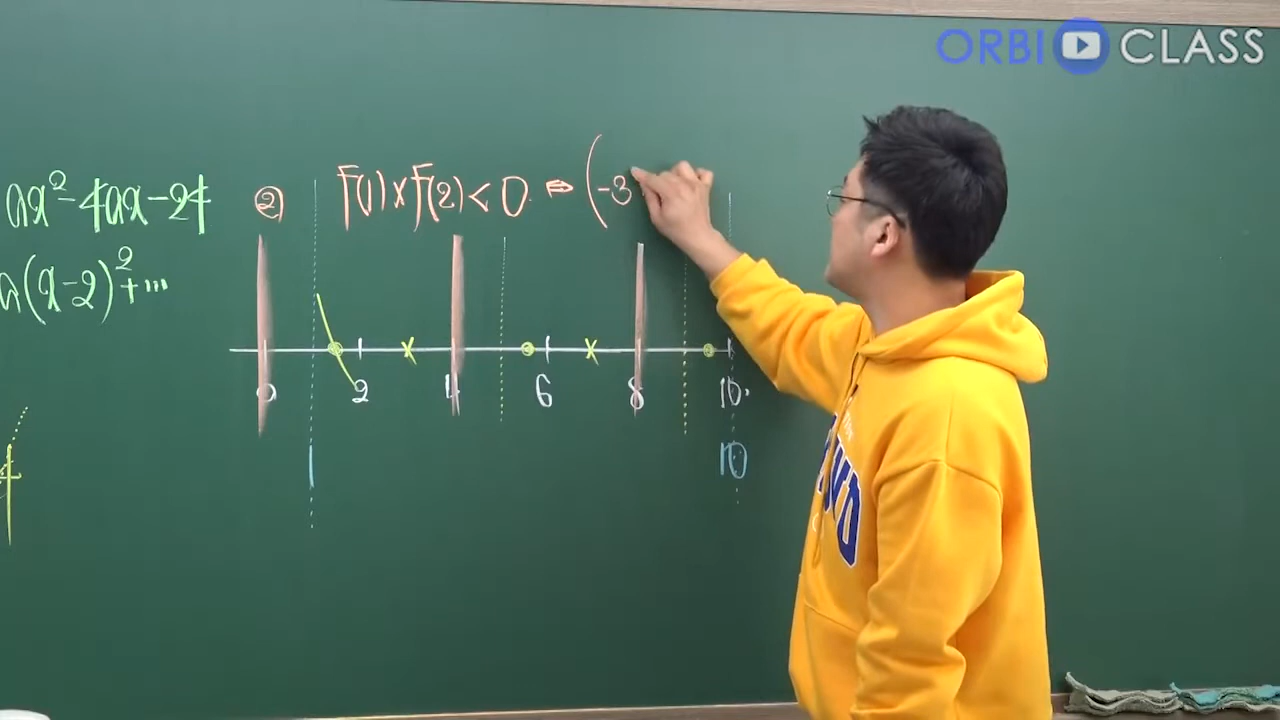 ORBI CLASS
ax²-4ax-24
a(x-2)²+...
② f(1)×f(2)<0 ⇒ (-3
0 2 4 6 8 10
1 10